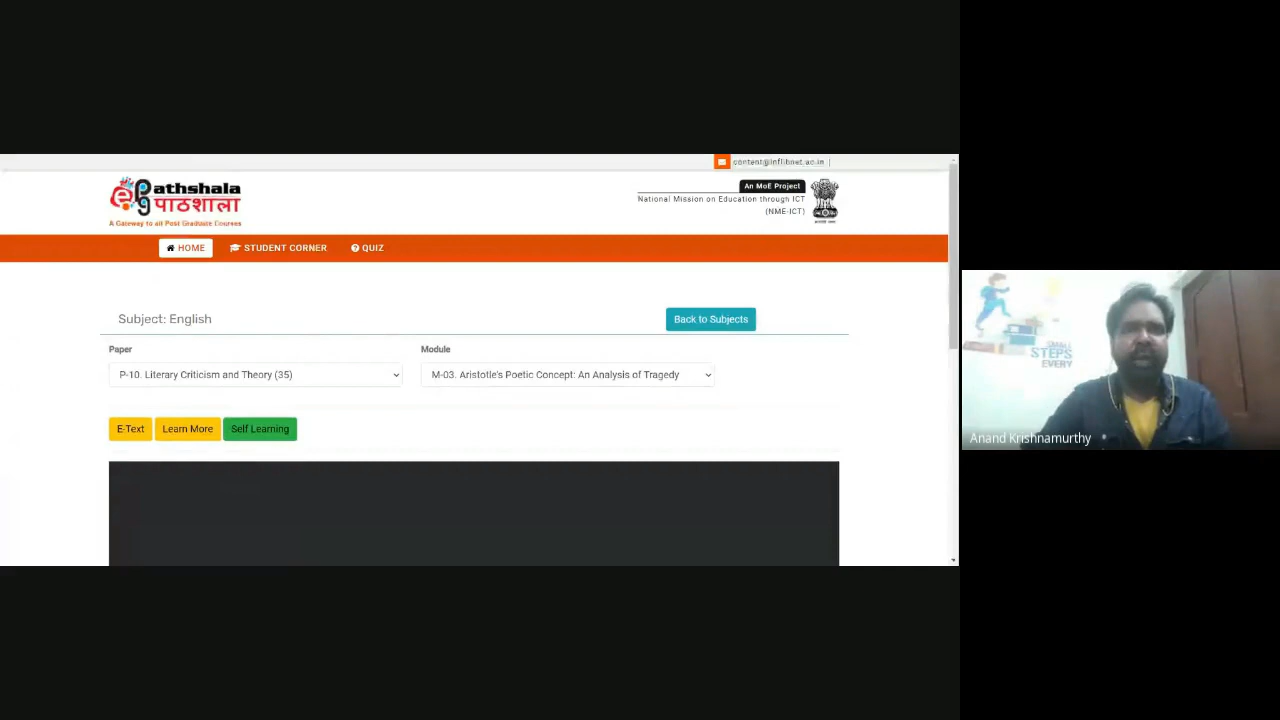 content@inflibnet.ac.in |
ePathshala
पाठशाला
A Gateway to all Post Graduate Courses
An MoE Project
National Mission on Education through ICT
(NME-ICT)
HOME
STUDENT CORNER
QUIZ
Subject: English
Back to Subjects
Paper
Module
P-10. Literary Criticism and Theory (35)
M-03. Aristotle's Poetic Concept: An Analysis of Tragedy
E-Text
Learn More
Self Learning
SMALL
STEPS
EVERY
Anand Krishnamurthy